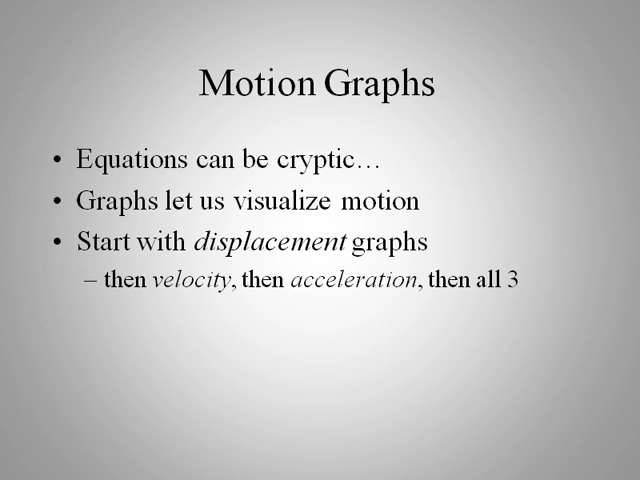 Motion Graphs
• Equations can be cryptic…
• Graphs let us visualize motion
• Start with displacement graphs
– then velocity, then acceleration, then all 3